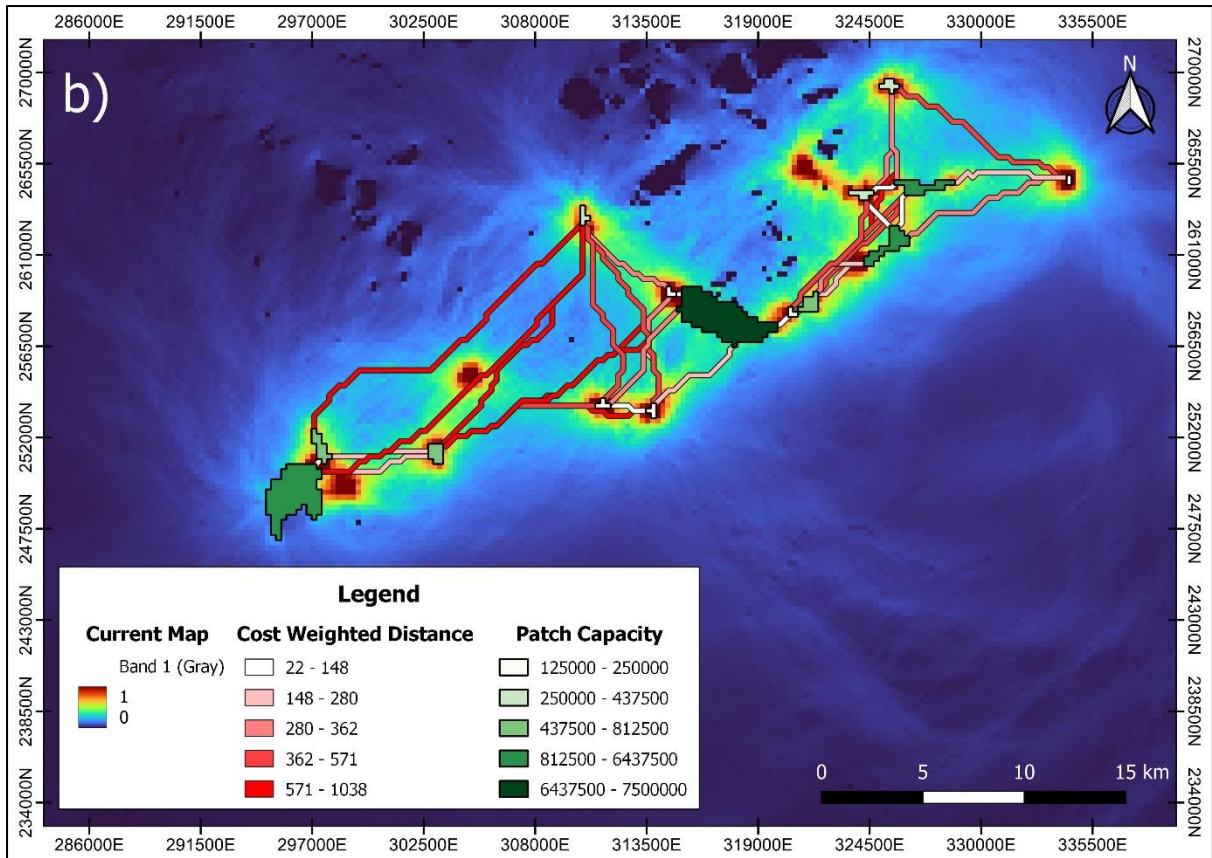 286000E 291500E 297000E 302500E 308000E 313500E 319000E 324500E 330000E 335500E
b)
N
270000N 270000N
265500N 265500N
261000N 261000N
256500N 256500N
252000N 252000N
247500N 247500N
243000N 243000N
238500N 238500N
234000N 234000N
Legend
Current Map Cost Weighted Distance Patch Capacity
Band 1 (Gray) 22 - 148 125000 - 250000
1 148 - 280 250000 - 437500
0 280 - 362 437500 - 812500
362 - 571 812500 - 6437500
571 - 1038 6437500 - 7500000
0 5 10 15 km
286000E 291500E 297000E 302500E 308000E 313500E 319000E 324500E 330000E 335500E